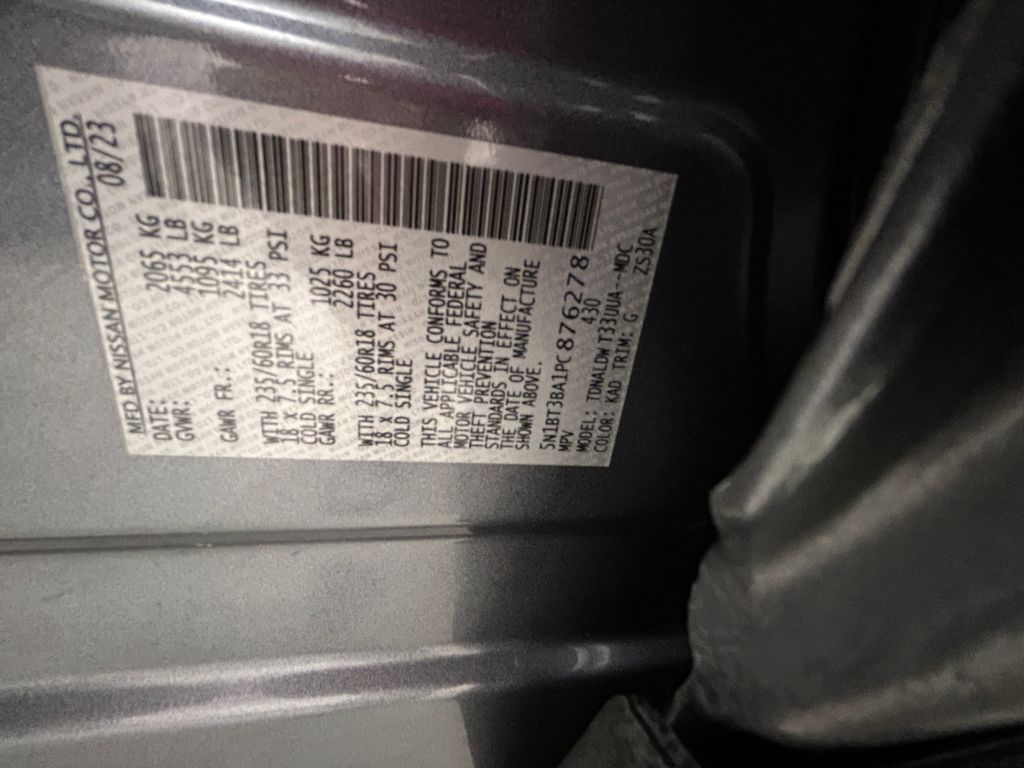 MFD BY NISSAN MOTOR CO., LTD.
DATE: 08/23
GVWR: 2065 KG
4553 LB
GAWR FR.: 1095 KG
2414 LB
WITH 235/60R18 TIRES
18 x 7.5 RIMS AT 33 PSI
COLD SINGLE
GAWR RR.: 1025 KG
2260 LB
WITH 235/60R18 TIRES
18 x 7.5 RIMS AT 30 PSI
COLD SINGLE
THIS VEHICLE CONFORMS TO
ALL APPLICABLE FEDERAL
MOTOR VEHICLE SAFETY AND
THEFT PREVENTION
STANDARDS IN EFFECT ON
THE DATE OF MANUFACTURE
SHOWN ABOVE.
5N1BT3BA1PC876278
MPV 430
MODEL: TDNALDW T33UUA--MDC
COLOR: KAD TRIM: G ZS30A